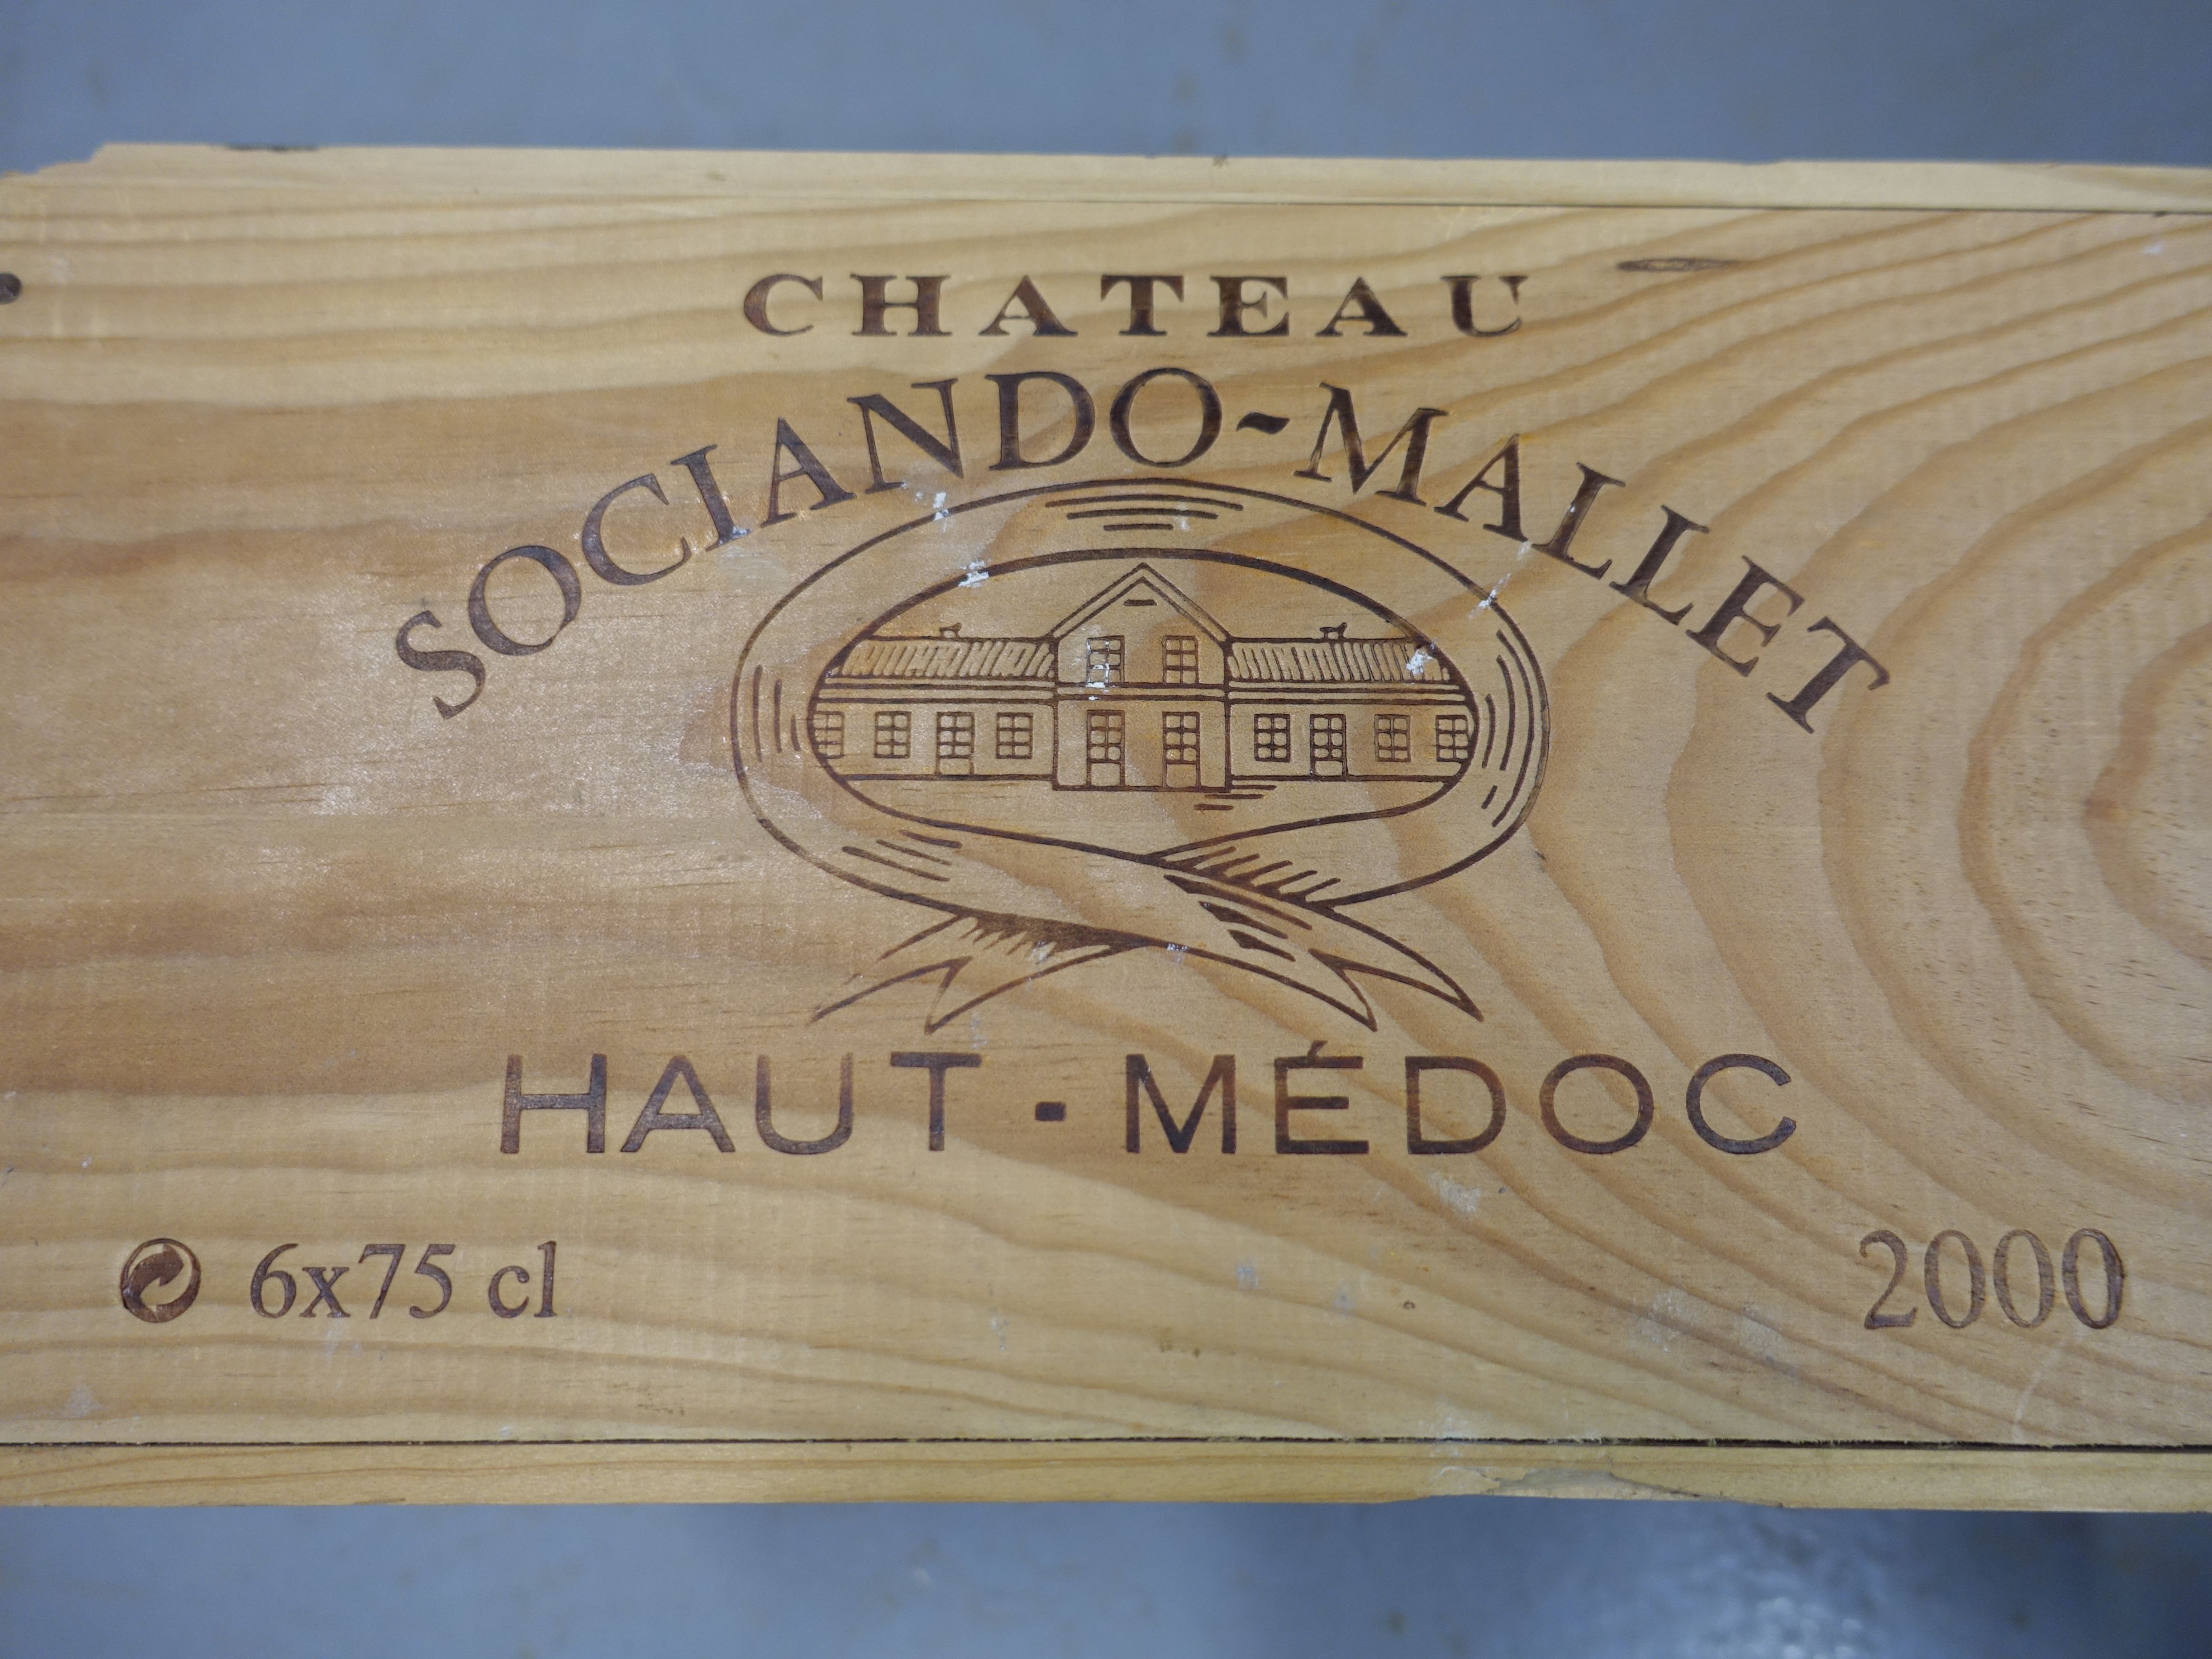 CHATEAU
SOCIANDO-MALLET
HAUT-MÉDOC
6x75 cl
2000